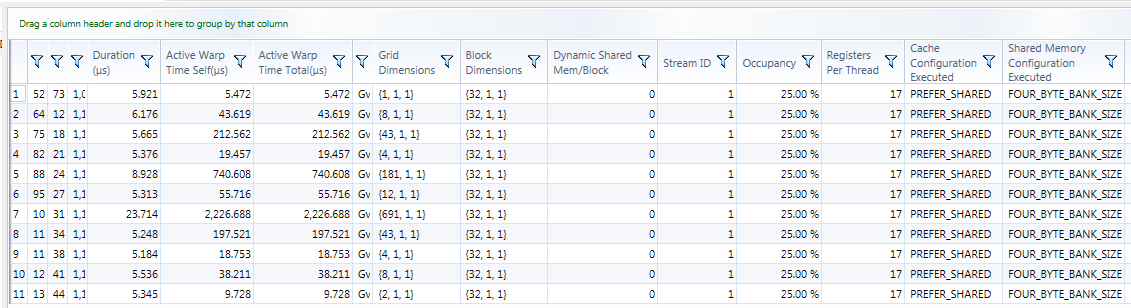 Drag a column header and drop it here to group by that column
Duration (µs) Active Warp Time Self(µs) Active Warp Time Total(µs) Grid Dimensions Block Dimensions Dynamic Shared Mem/Block Stream ID Occupancy Registers Per Thread Cache Configuration Executed Shared Memory Configuration Executed
1 52 73 1,0 5.921 5.472 5.472 Gv {1, 1, 1} {32, 1, 1} 0 1 25.00 % 17 PREFER_SHARED FOUR_BYTE_BANK_SIZE
2 64 12 1,1 6.176 43.619 43.619 Gv {8, 1, 1} {32, 1, 1} 0 1 25.00 % 17 PREFER_SHARED FOUR_BYTE_BANK_SIZE
3 75 18 1,1 5.665 212.562 212.562 Gv {43, 1, 1} {32, 1, 1} 0 1 25.00 % 17 PREFER_SHARED FOUR_BYTE_BANK_SIZE
4 82 21 1,1 5.376 19.457 19.457 Gv {4, 1, 1} {32, 1, 1} 0 1 25.00 % 17 PREFER_SHARED FOUR_BYTE_BANK_SIZE
5 88 24 1,1 8.928 740.608 740.608 Gv {181, 1, 1} {32, 1, 1} 0 1 25.00 % 17 PREFER_SHARED FOUR_BYTE_BANK_SIZE
6 95 27 1,1 5.313 55.716 55.716 Gv {12, 1, 1} {32, 1, 1} 0 1 25.00 % 17 PREFER_SHARED FOUR_BYTE_BANK_SIZE
7 10 31 1,1 23.714 2,226.688 2,226.688 Gv {691, 1, 1} {32, 1, 1} 0 1 25.00 % 17 PREFER_SHARED FOUR_BYTE_BANK_SIZE
8 11 34 1,1 5.248 197.521 197.521 Gv {43, 1, 1} {32, 1, 1} 0 1 25.00 % 17 PREFER_SHARED FOUR_BYTE_BANK_SIZE
9 11 38 1,1 5.184 18.753 18.753 Gv {4, 1, 1} {32, 1, 1} 0 1 25.00 % 17 PREFER_SHARED FOUR_BYTE_BANK_SIZE
10 12 41 1,1 5.536 38.211 38.211 Gv {8, 1, 1} {32, 1, 1} 0 1 25.00 % 17 PREFER_SHARED FOUR_BYTE_BANK_SIZE
11 13 44 1,1 5.345 9.728 9.728 Gv {2, 1, 1} {32, 1, 1} 0 1 25.00 % 17 PREFER_SHARED FOUR_BYTE_BANK_SIZE